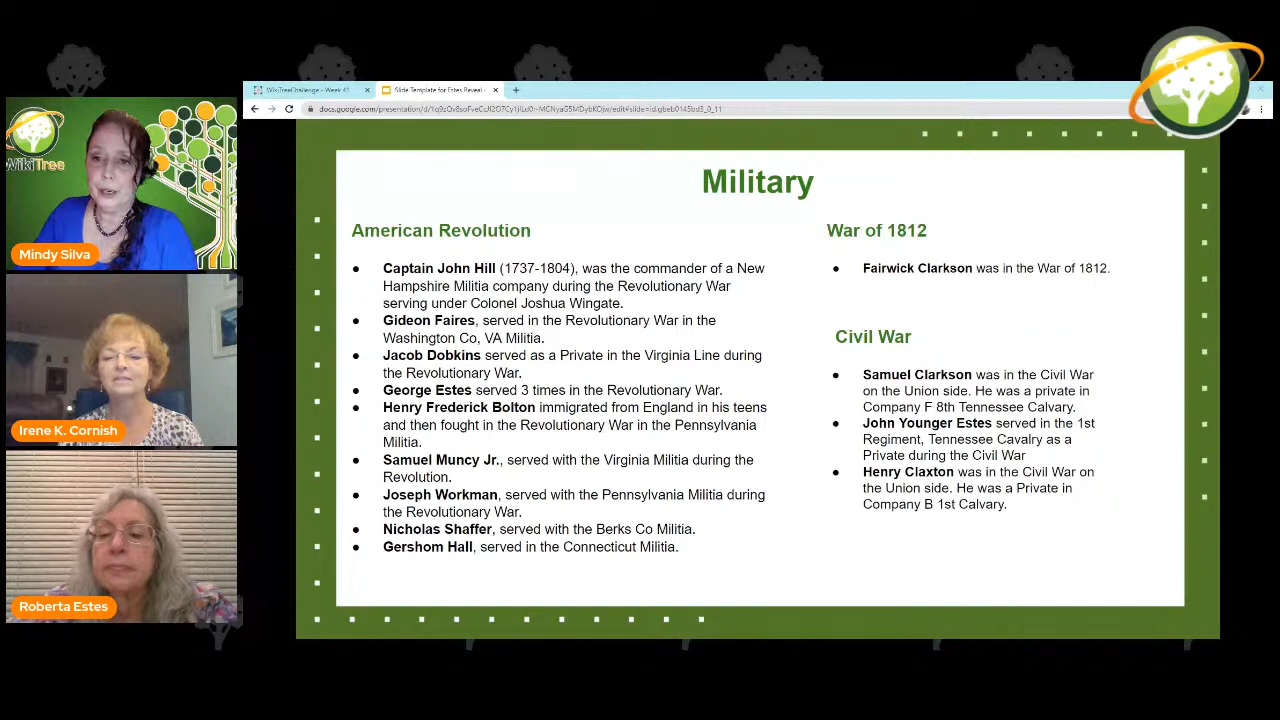 WikiTreeChallenge - Week 41
Slide Template for Estes Reveal -
WikiTree
Mindy Silva
Irene K. Cornish
Roberta Estes
Military
American Revolution
Captain John Hill (1737-1804), was the commander of a New
Hampshire Militia company during the Revolutionary War
serving under Colonel Joshua Wingate.
Gideon Faires, served in the Revolutionary War in the
Washington Co, VA Militia.
Jacob Dobkins served as a Private in the Virginia Line during
the Revolutionary War.
George Estes served 3 times in the Revolutionary War.
Henry Frederick Bolton immigrated from England in his teens
and then fought in the Revolutionary War in the Pennsylvania
Militia.
Samuel Muncy Jr., served with the Virginia Militia during the
Revolution.
Joseph Workman, served with the Pennsylvania Militia during
the Revolutionary War.
Nicholas Shaffer, served with the Berks Co Militia.
Gershom Hall, served in the Connecticut Militia.
War of 1812
Fairwick Clarkson was in the War of 1812.
Civil War
Samuel Clarkson was in the Civil War
on the Union side. He was a private in
Company F 8th Tennessee Calvary.
John Younger Estes served in the 1st
Regiment, Tennessee Cavalry as a
Private during the Civil War
Henry Claxton was in the Civil War on
the Union side. He was a Private in
Company B 1st Calvary.